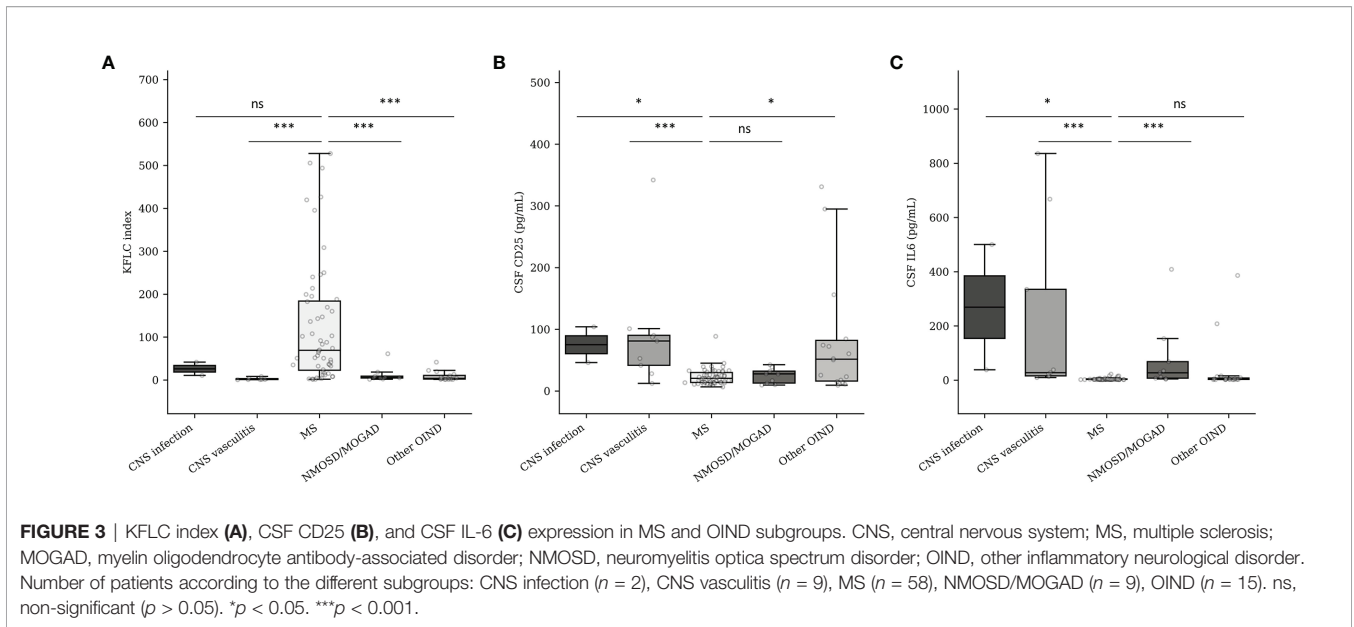 A
700
600
500
400
300
200
100
0
KFLC index
ns
***
***
***
CNS infection
CNS vasculitis
MS
NMOSD/MOGAD
Other OIND
B
500
400
300
200
100
0
CSF CD25 (pg/mL)
*
*
***
ns
CNS infection
CNS vasculitis
MS
NMOSD/MOGAD
Other OIND
C
1000
800
600
400
200
0
CSF IL6 (pg/mL)
*
ns
***
***
CNS infection
CNS vasculitis
MS
NMOSD/MOGAD
Other OIND
FIGURE 3 | KFLC index (A), CSF CD25 (B), and CSF IL-6 (C) expression in MS and OIND subgroups. CNS, central nervous system; MS, multiple sclerosis;
MOGAD, myelin oligodendrocyte antibody-associated disorder; NMOSD, neuromyelitis optica spectrum disorder; OIND, other inflammatory neurological disorder.
Number of patients according to the different subgroups: CNS infection (n = 2), CNS vasculitis (n = 9), MS (n = 58), NMOSD/MOGAD (n = 9), OIND (n = 15). ns,
non-significant (p > 0.05). *p < 0.05. ***p < 0.001.